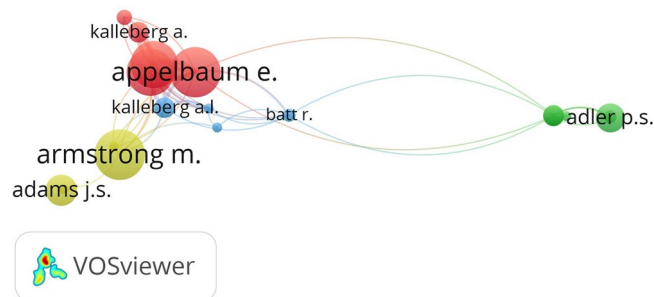 kalleberg a.
appelbaum e.
kalleberg a.l.
batt r.
adler p.s.
armstrong m.
adams j.s.
VOSviewer